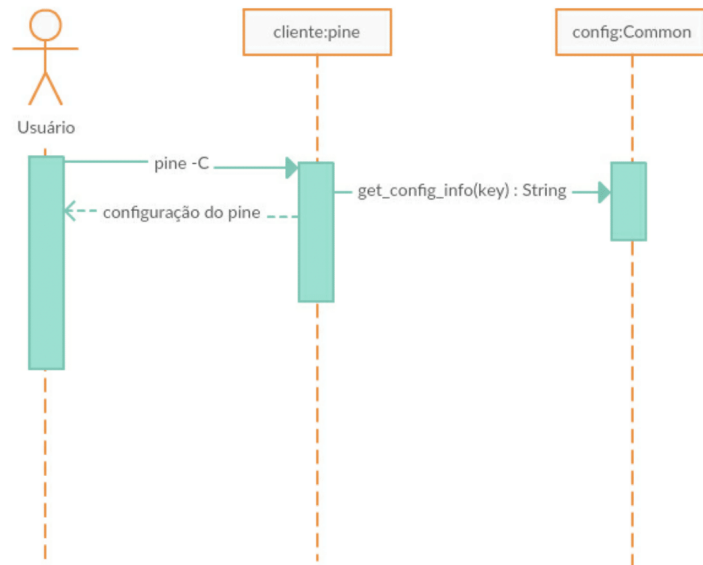 cliente:pine
config:Common
Usuário
pine -C
get_config_info(key) : String
configuração do pine